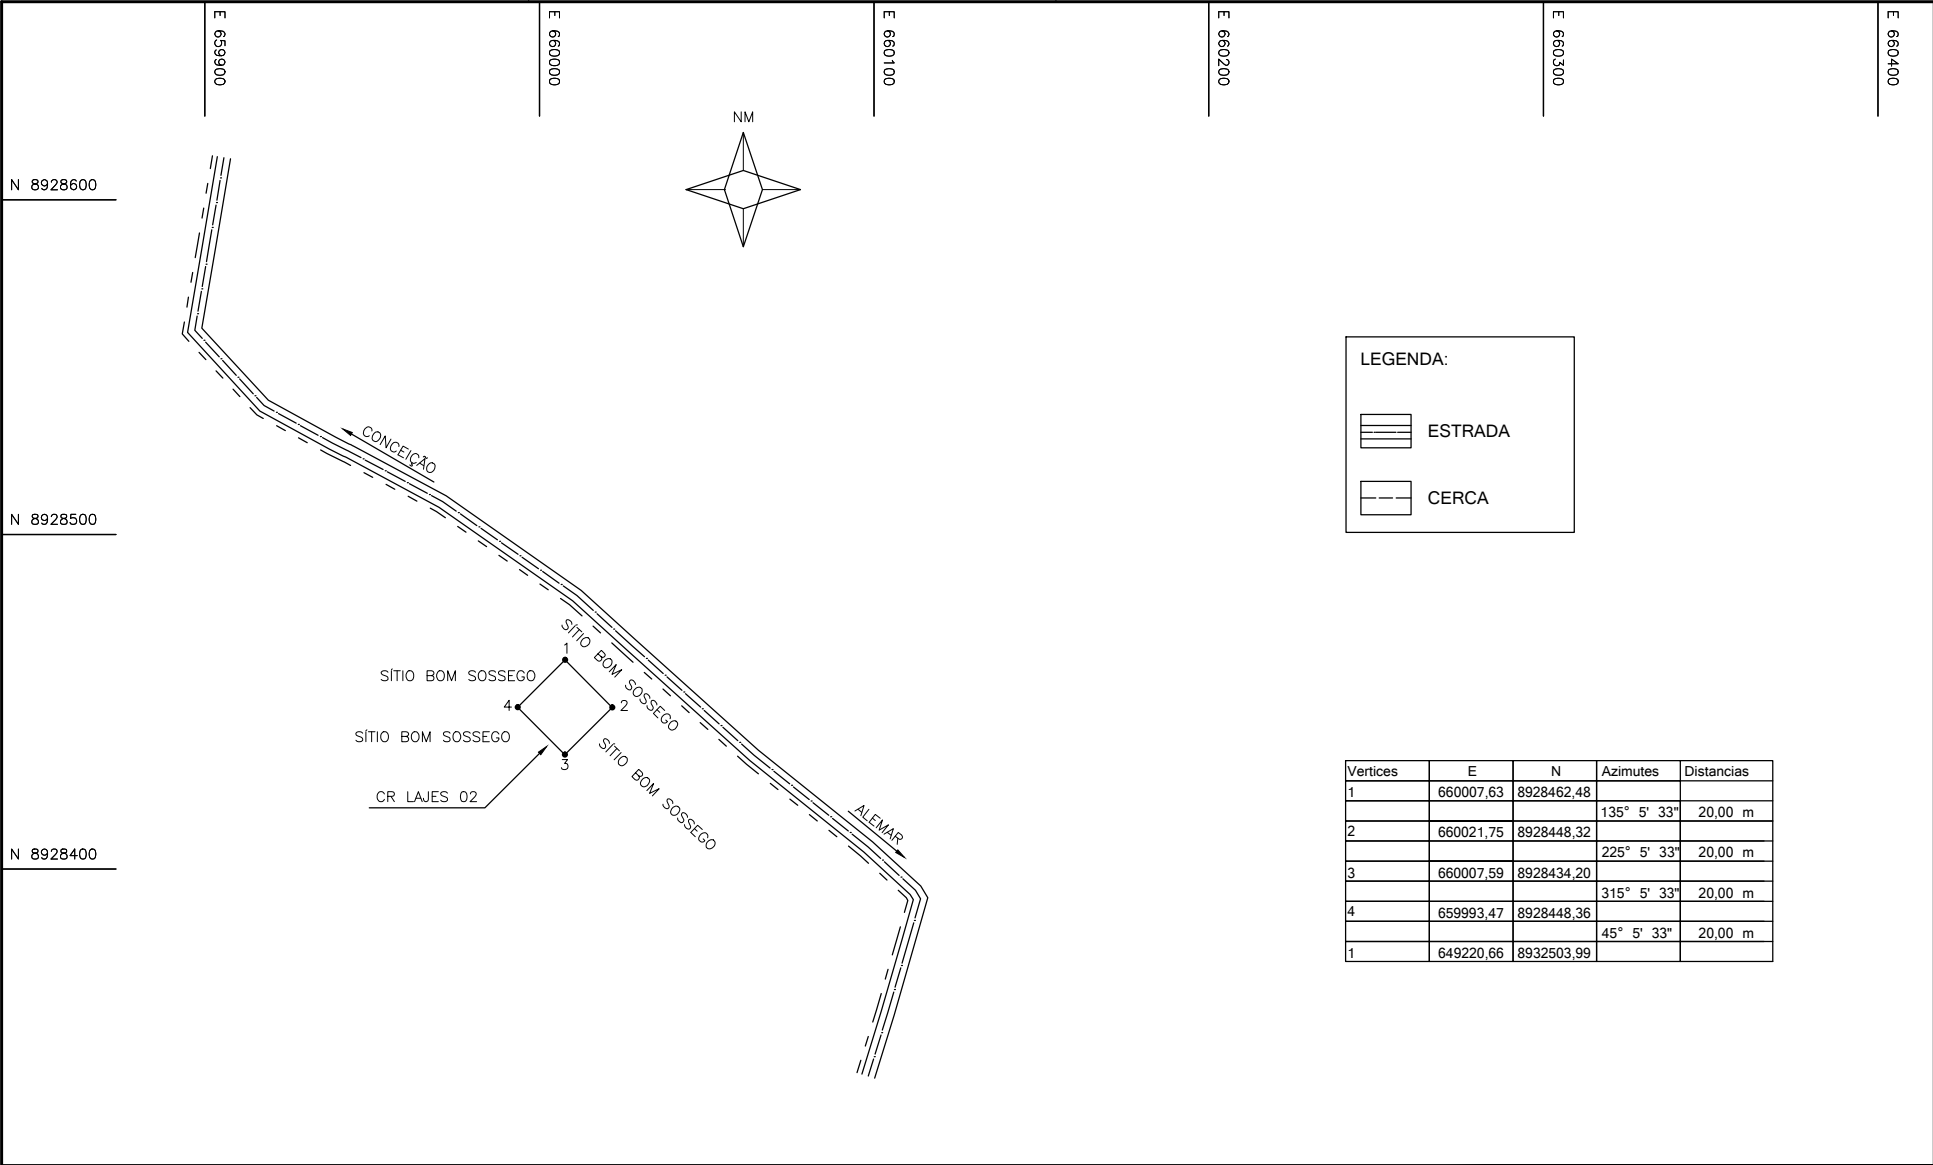 E 659900
E 660000
E 660100
E 660200
E 660300
E 660400
NM
N 8928600
LEGENDA:
ESTRADA
CONCEIÇÃO
CERCA
N 8928500
SÍTIO BOM SOSSEGO
1
SÍTIO BOM SOSSEGO
4
2
SÍTIO BOM SOSSEGO
3
SÍTIO BOM SOSSEGO
CR LAJES 02
ALEMAR
N 8928400
Vertices E N Azimutes Distancias
1 660007,63 8928462,48
135° 5' 33" 20,00 m
2 660021,75 8928448,32
225° 5' 33" 20,00 m
3 660007,59 8928434,20
315° 5' 33" 20,00 m
4 659993,47 8928448,36
45° 5' 33" 20,00 m
1 649220,66 8932503,99